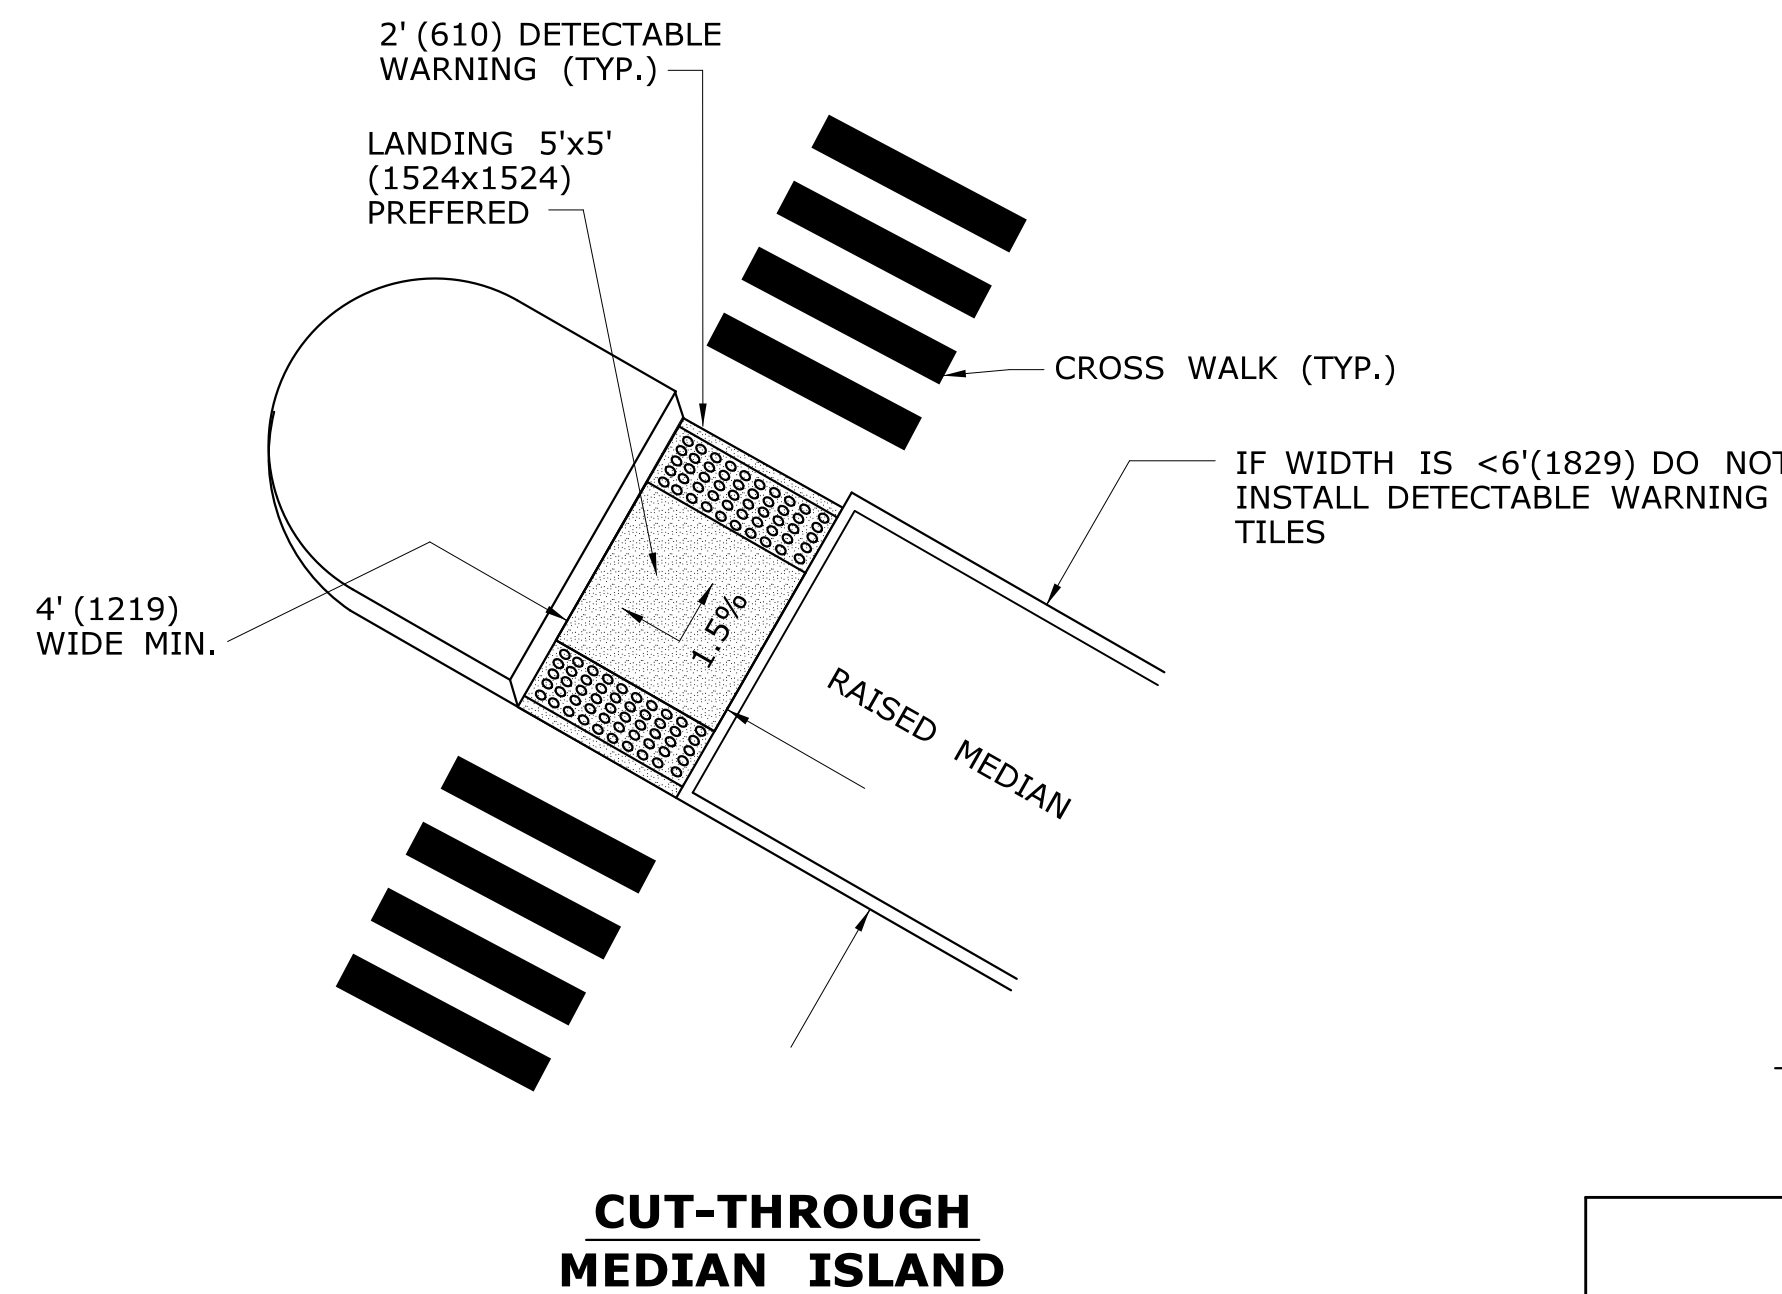 2' (610) DETECTABLE
WARNING (TYP.)
LANDING 5'x5'
(1524x1524)
PREFERED
CROSS WALK (TYP.)
IF WIDTH IS <6'(1829) DO NOT
INSTALL DETECTABLE WARNING
TILES
4' (1219)
WIDE MIN.
1.5%
RAISED MEDIAN
CUT-THROUGH
MEDIAN ISLAND